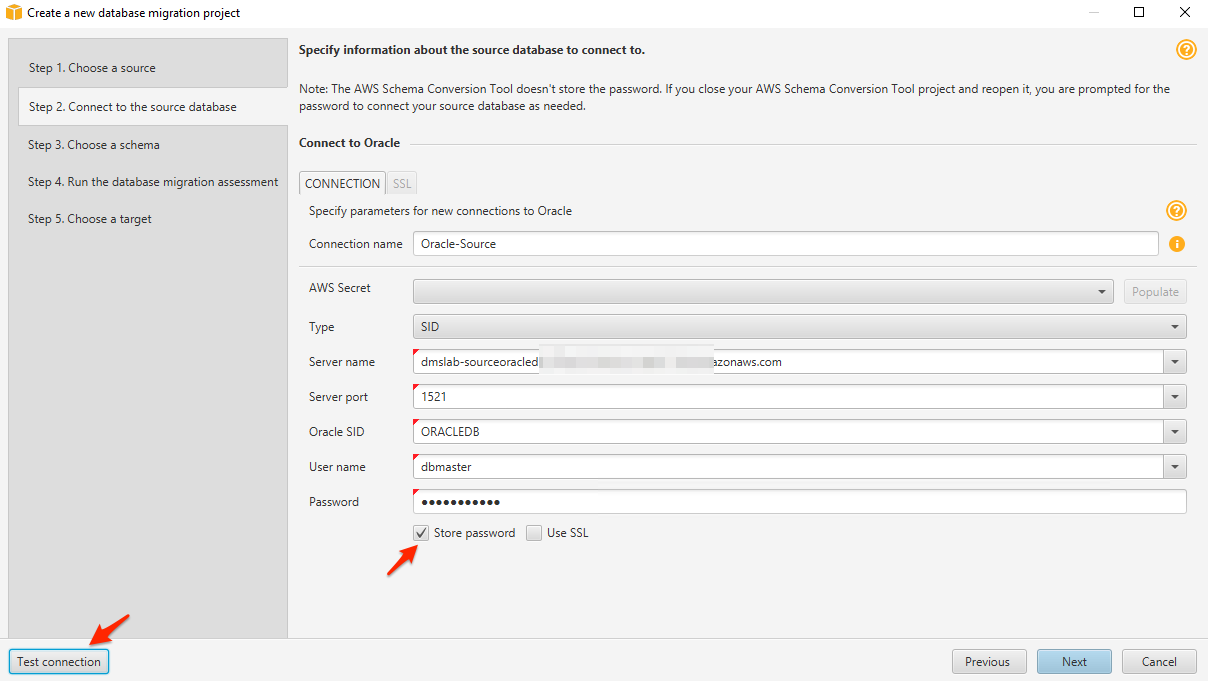 Create a new database migration project
Step 1. Choose a source
Step 2. Connect to the source database
Step 3. Choose a schema
Step 4. Run the database migration assessment
Step 5. Choose a target
Specify information about the source database to connect to.
Note: The AWS Schema Conversion Tool doesn't store the password. If you close your AWS Schema Conversion Tool project and reopen it, you are prompted for the
password to connect your source database as needed.
Connect to Oracle
CONNECTION SSL
Specify parameters for new connections to Oracle
Connection name Oracle-Source
AWS Secret Populate
Type SID
Server name dmslab-sourceoracled azonaws.com
Server port 1521
Oracle SID ORACLEDB
User name dbmaster
Password •••••••••••
Store password Use SSL
Test connection Previous Next Cancel